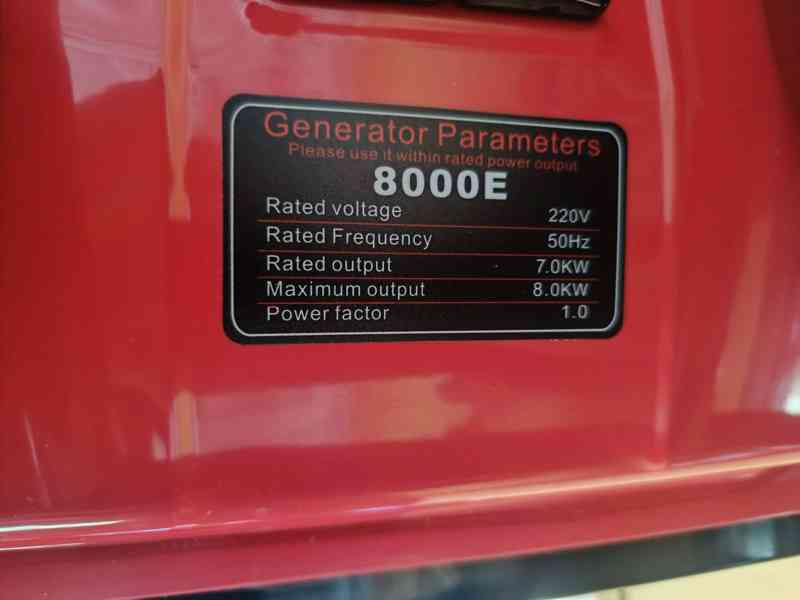 Generator Parameters
Please use it within rated power output
8000E
Rated voltage 220V
Rated Frequency 50Hz
Rated output 7.0KW
Maximum output 8.0KW
Power factor 1.0